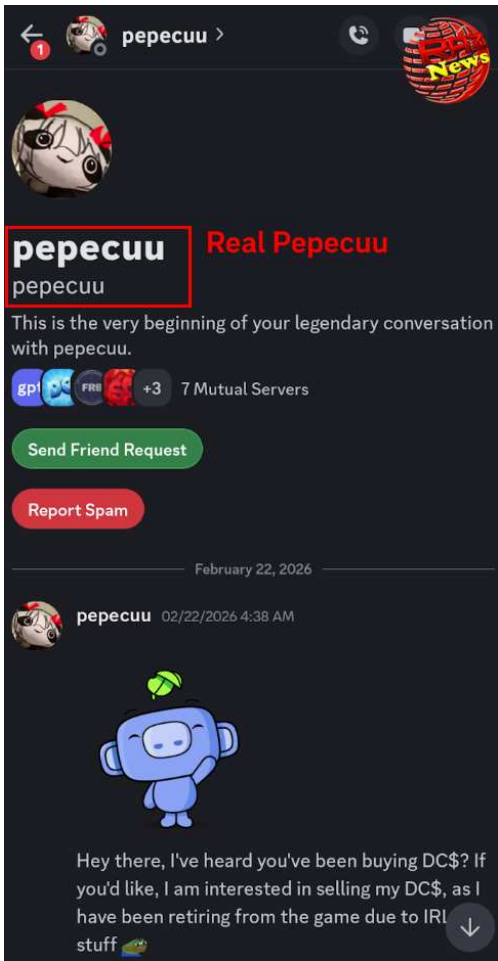 1
pepecuu >
RHN
News
pepecuu
Real Pepecuu
pepecuu
This is the very beginning of your legendary conversation
with pepecuu.
gpt
FRB
+3
7 Mutual Servers
Send Friend Request
Report Spam
February 22, 2026
pepecuu 02/22/2026 4:38 AM
Hey there, I've heard you've been buying DC$? If
you'd like, I am interested in selling my DC$, as I
have been retiring from the game due to IRL
stuff